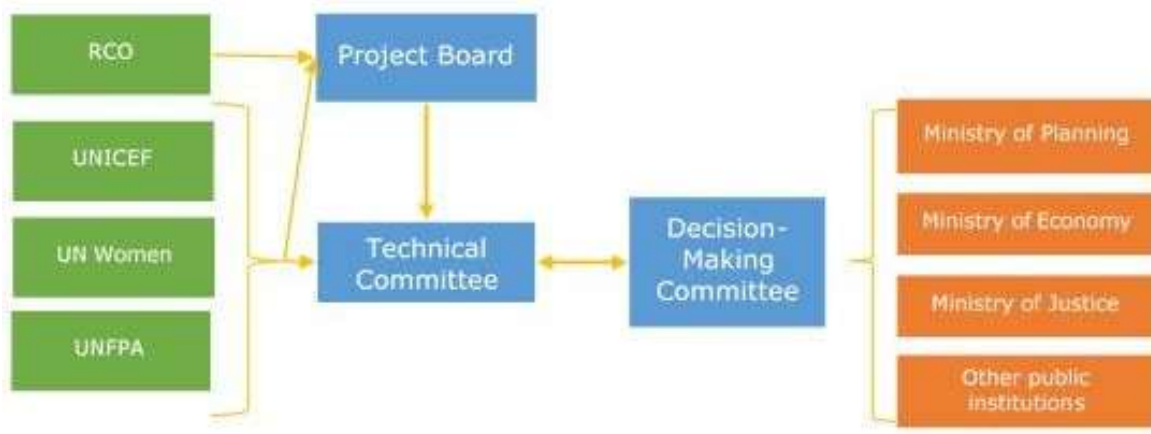 RCO
UNICEF
UN Women
UNFPA
Project Board
Technical
Committee
Decision-
Making
Committee
Ministry of Planning
Ministry of Economy
Ministry of Justice
Other public
institutions